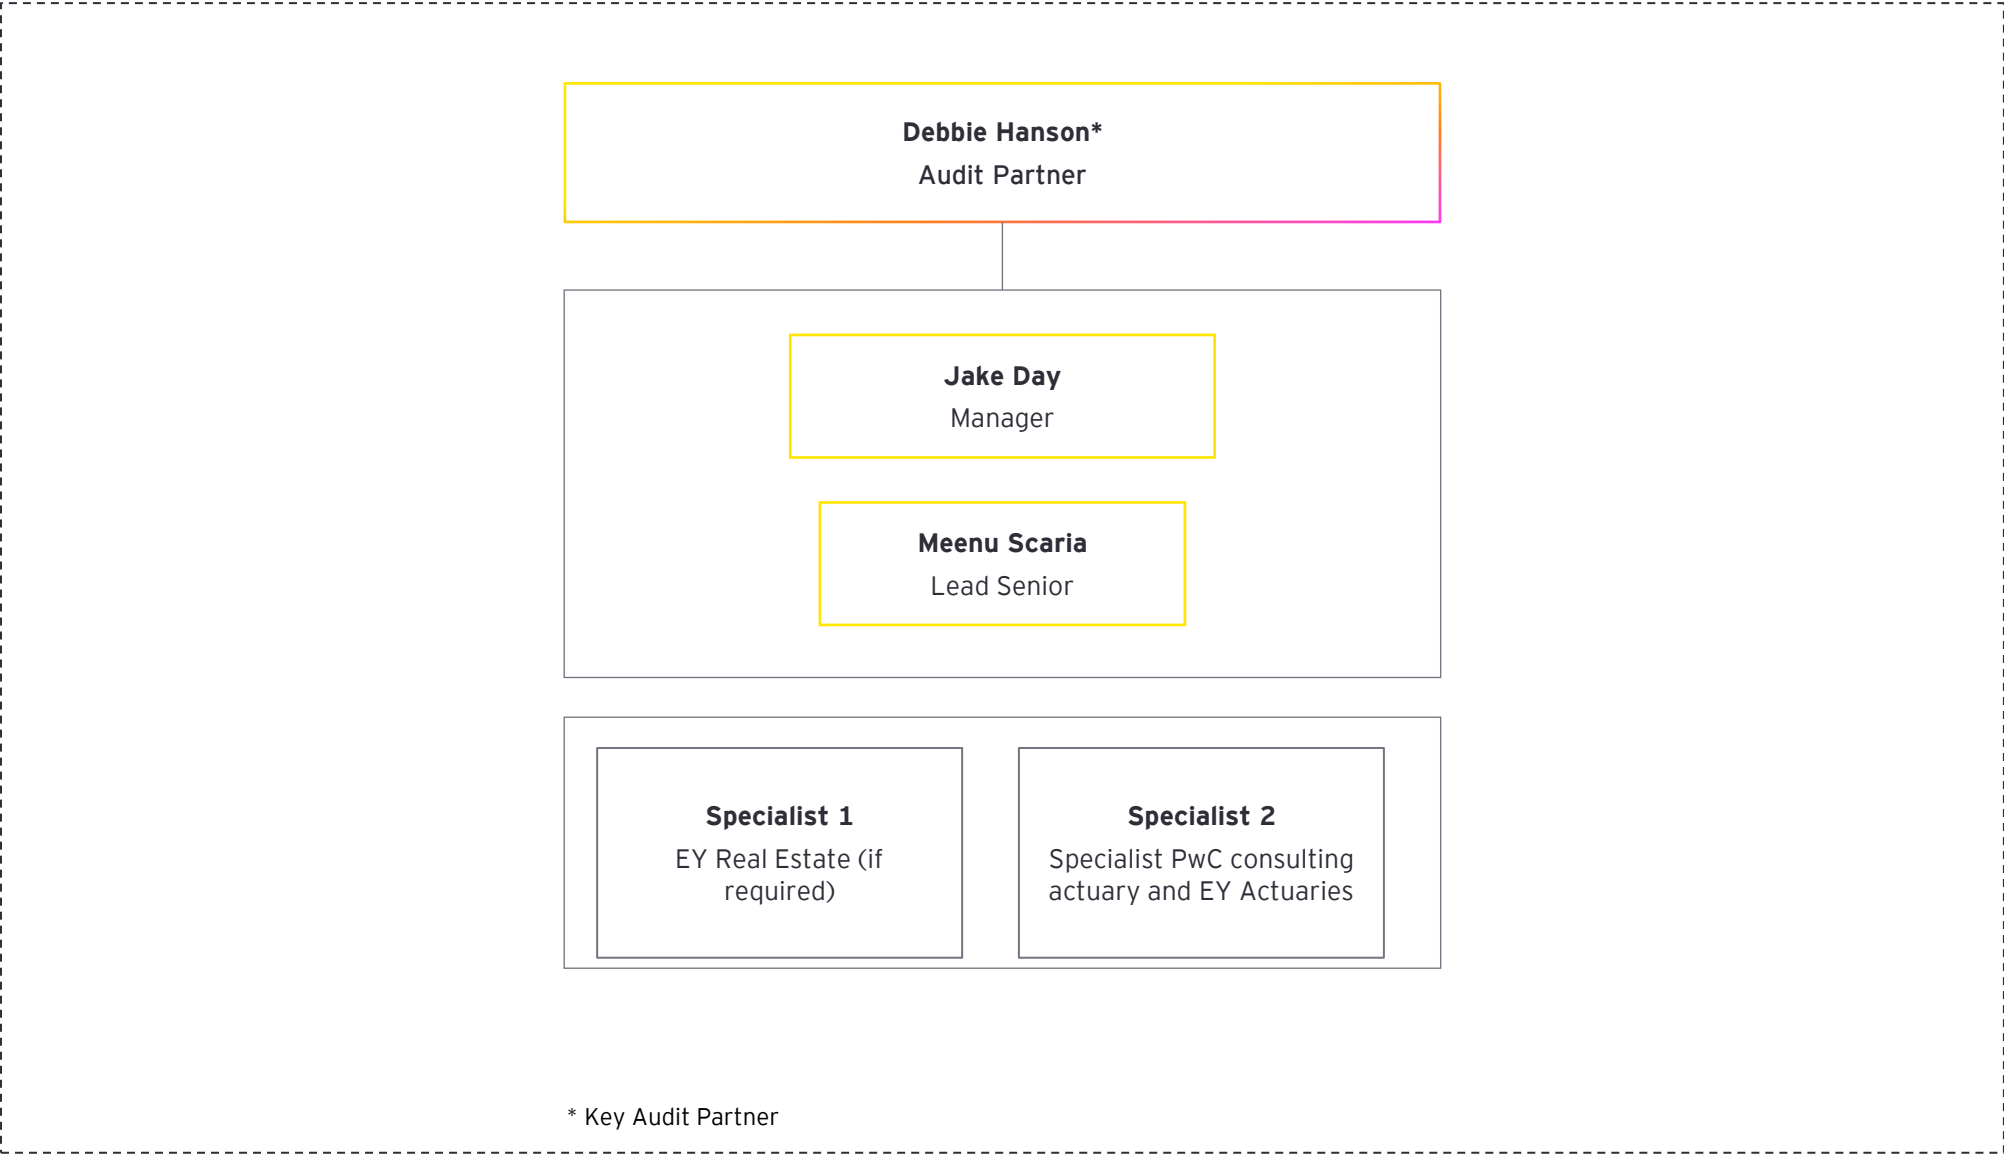 Debbie Hanson*
Audit Partner
Jake Day
Manager
Meenu Scaria
Lead Senior
Specialist 1
EY Real Estate (if
required)
Specialist 2
Specialist PwC consulting
actuary and EY Actuaries
* Key Audit Partner